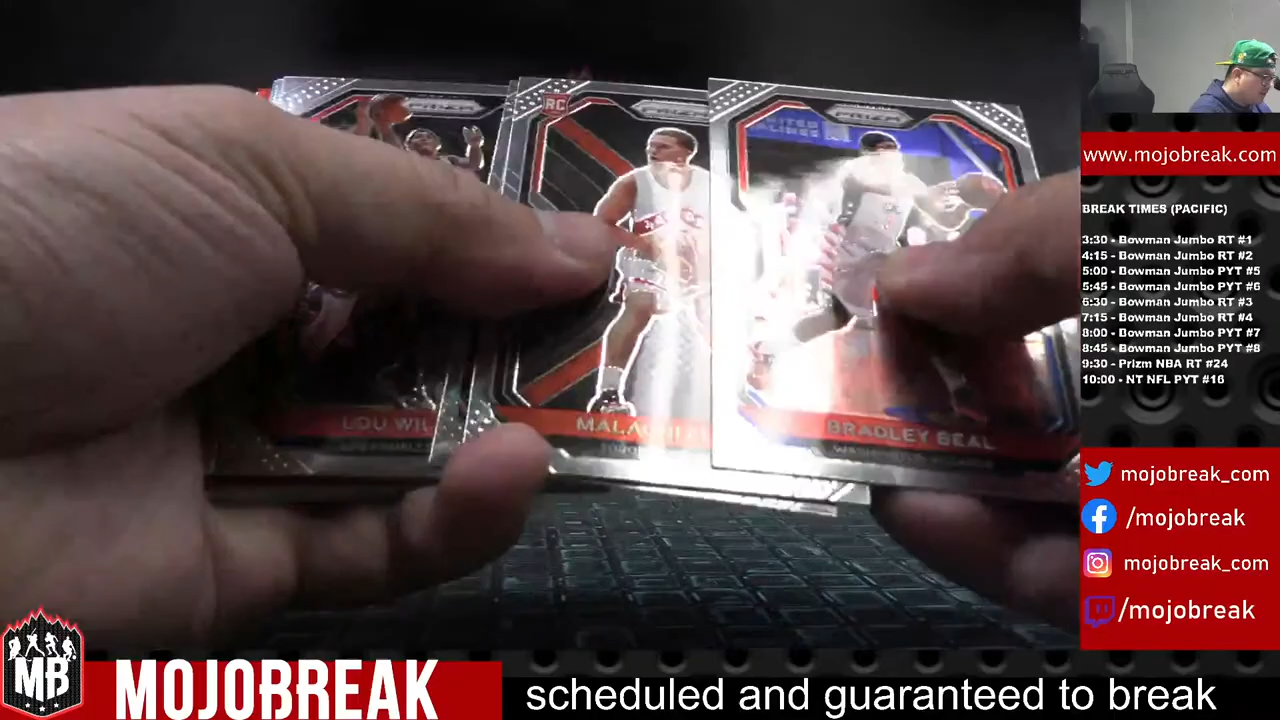 PRIZM
RC
PRIZM
PRIZM
LOU WIL
MALACHI
TORO
BRADLEY BEAL
WASHINGTON
www.mojobreak.com
BREAK TIMES (PACIFIC)
3:30 - Bowman Jumbo RT #1
4:15 - Bowman Jumbo RT #2
5:00 - Bowman Jumbo PYT #5
5:45 - Bowman Jumbo PYT #6
6:30 - Bowman Jumbo RT #3
7:15 - Bowman Jumbo RT #4
8:00 - Bowman Jumbo PYT #7
8:45 - Bowman Jumbo PYT #8
9:30 - Prizm NBA RT #24
10:00 - NT NFL PYT #16
mojobreak_com
/mojobreak
mojobreak_com
/mojobreak
MB
MOJOBREAK
scheduled and guaranteed to break